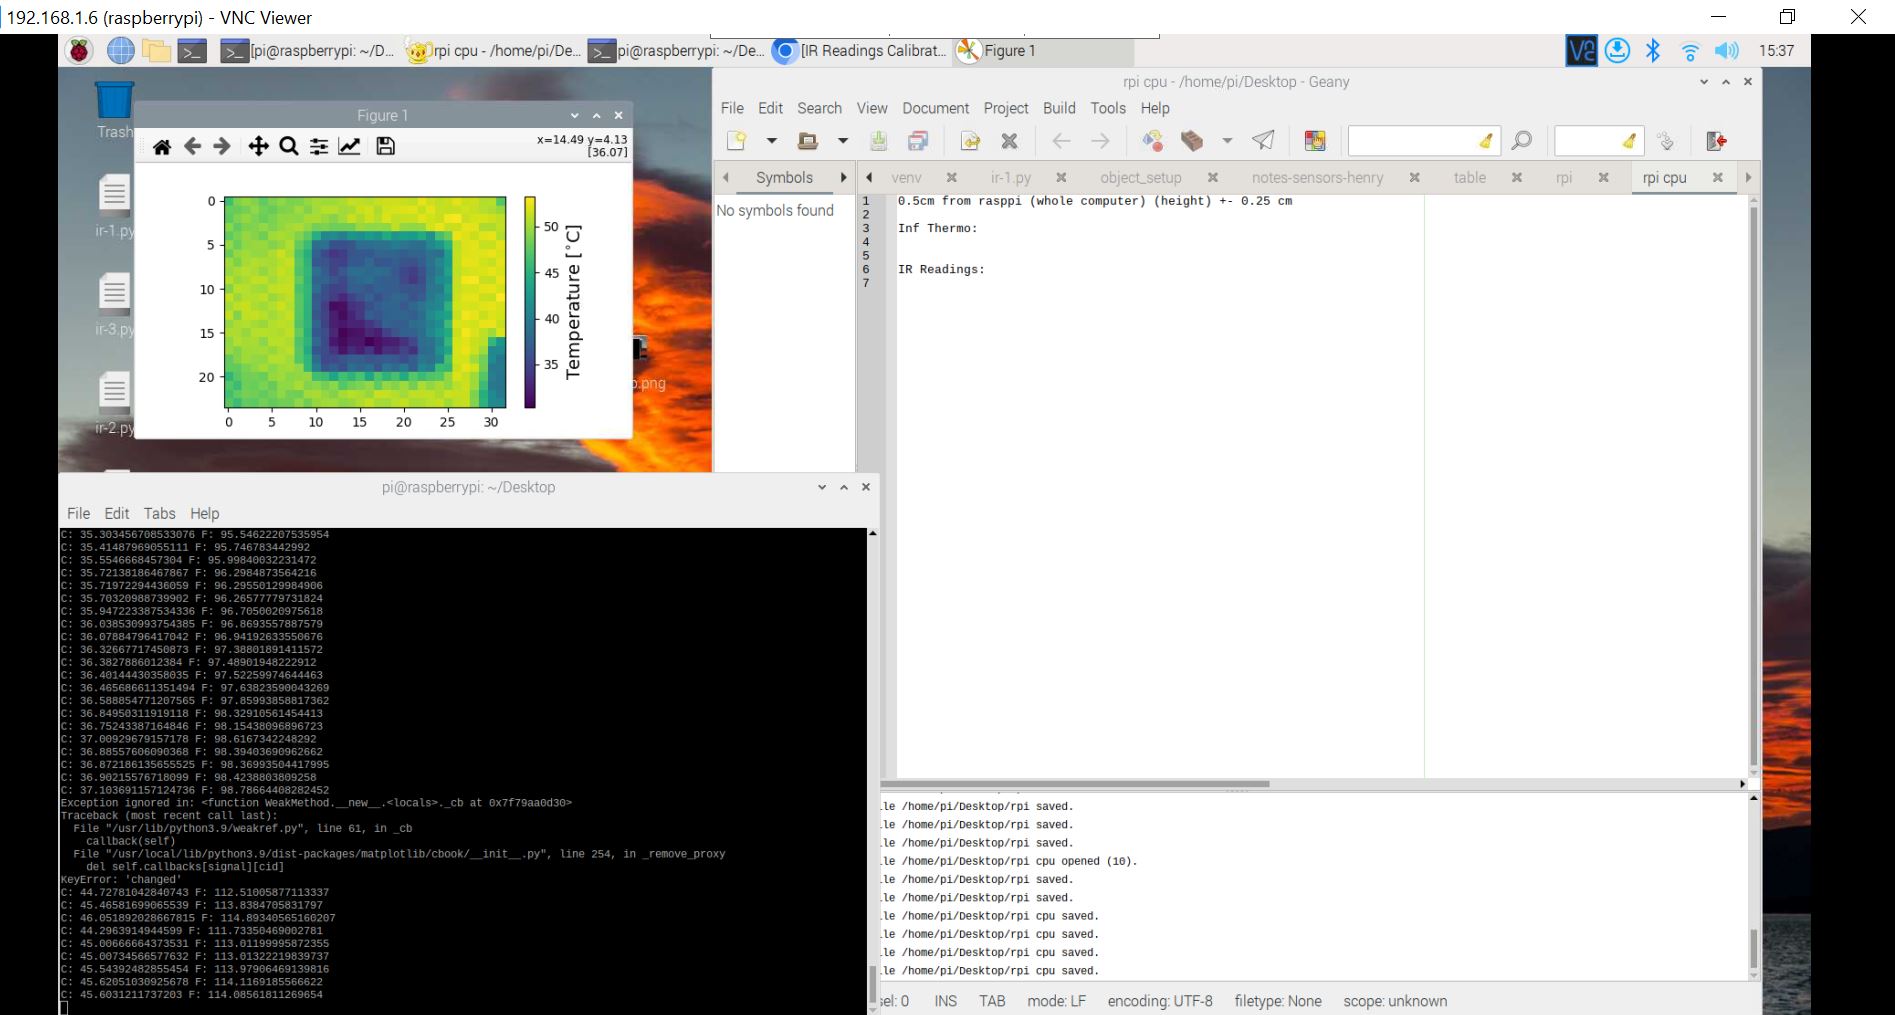 192.168.1.6 (raspberrypi) - VNC Viewer
[pi@raspberrypi: ~/D... rpi cpu - /home/pi/De... pi@raspberrypi: ~/De... [IR Readings Calibrat... Figure 1 15:37
Trash
ir-1.py
ir-3.py
ir-2.py
p.png
Figure 1
x=14.49 y=4.13
[36.07]
0
5
10
15
20
0 5 10 15 20 25 30
50
45
40
35
Temperature [°C]
rpi cpu - /home/pi/Desktop - Geany
File Edit Search View Document Project Build Tools Help
Symbols
No symbols found
venv ir-1.py object_setup notes-sensors-henry table rpi rpi cpu
1 0.5cm from rasppi (whole computer) (height) +- 0.25 cm
2
3 Inf Thermo:
4
5
6 IR Readings:
7
pi@raspberrypi: ~/Desktop
File Edit Tabs Help
C: 35.303456708533076 F: 95.54622207535954
C: 35.41487969055111 F: 95.746783442992
C: 35.5546668457304 F: 95.99840032231472
C: 35.72138186467867 F: 96.2984873564216
C: 35.71972294436059 F: 96.29550129984906
C: 35.70320988739902 F: 96.26577779731824
C: 35.947223387534336 F: 96.7050020975618
C: 36.038530993754385 F: 96.8693557887579
C: 36.07884796417042 F: 96.94192633550676
C: 36.32667717450873 F: 97.38801891411572
C: 36.3827886012384 F: 97.48901948222912
C: 36.40144430358035 F: 97.52259974644463
C: 36.465686611351494 F: 97.63823590043269
C: 36.588854771207565 F: 97.85993858817362
C: 36.84950311919118 F: 98.32910561454413
C: 36.75243387164846 F: 98.15438096896723
C: 37.00929679157178 F: 98.6167342248292
C: 36.88557606090368 F: 98.39403690962662
C: 36.872186135655525 F: 98.36993504417995
C: 36.90215576718099 F: 98.4238803809258
C: 37.103691157124736 F: 98.78664408282452
Exception ignored in: <function WeakMethod.__new__.<locals>._cb at 0x7f79aa0d30>
Traceback (most recent call last):
File "/usr/lib/python3.9/weakref.py", line 61, in _cb
callback(self)
File "/usr/local/lib/python3.9/dist-packages/matplotlib/cbook/__init__.py", line 254, in _remove_proxy
del self.callbacks[signal][cid]
KeyError: 'changed'
C: 44.72781042840743 F: 112.51005877113337
C: 45.46581699065539 F: 113.8384705831797
C: 46.051892028667815 F: 114.89340565160207
C: 44.2963914944599 F: 111.73350469002781
C: 45.00666664373531 F: 113.01199995872355
C: 45.00734566577632 F: 113.01322219839737
C: 45.54392482855454 F: 113.97906469139816
C: 45.62051030925678 F: 114.1169185566622
C: 45.6031211737203 F: 114.08561811269654
le /home/pi/Desktop/rpi saved.
le /home/pi/Desktop/rpi saved.
le /home/pi/Desktop/rpi saved.
le /home/pi/Desktop/rpi cpu opened (10).
le /home/pi/Desktop/rpi saved.
le /home/pi/Desktop/rpi saved.
le /home/pi/Desktop/rpi cpu saved.
le /home/pi/Desktop/rpi cpu saved.
le /home/pi/Desktop/rpi cpu saved.
le /home/pi/Desktop/rpi cpu saved.
sel: 0 INS TAB mode: LF encoding: UTF-8 filetype: None scope: unknown